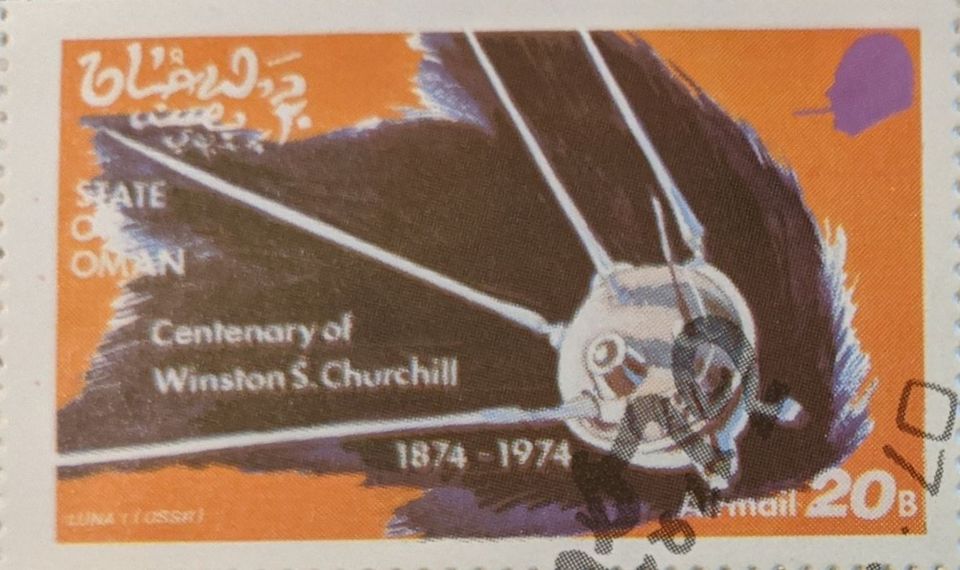 STATE
OF
OMAN
Centenary of
Winston S. Churchill
1874 - 1974
LUNA 1 (USSR)
Airmail 20B